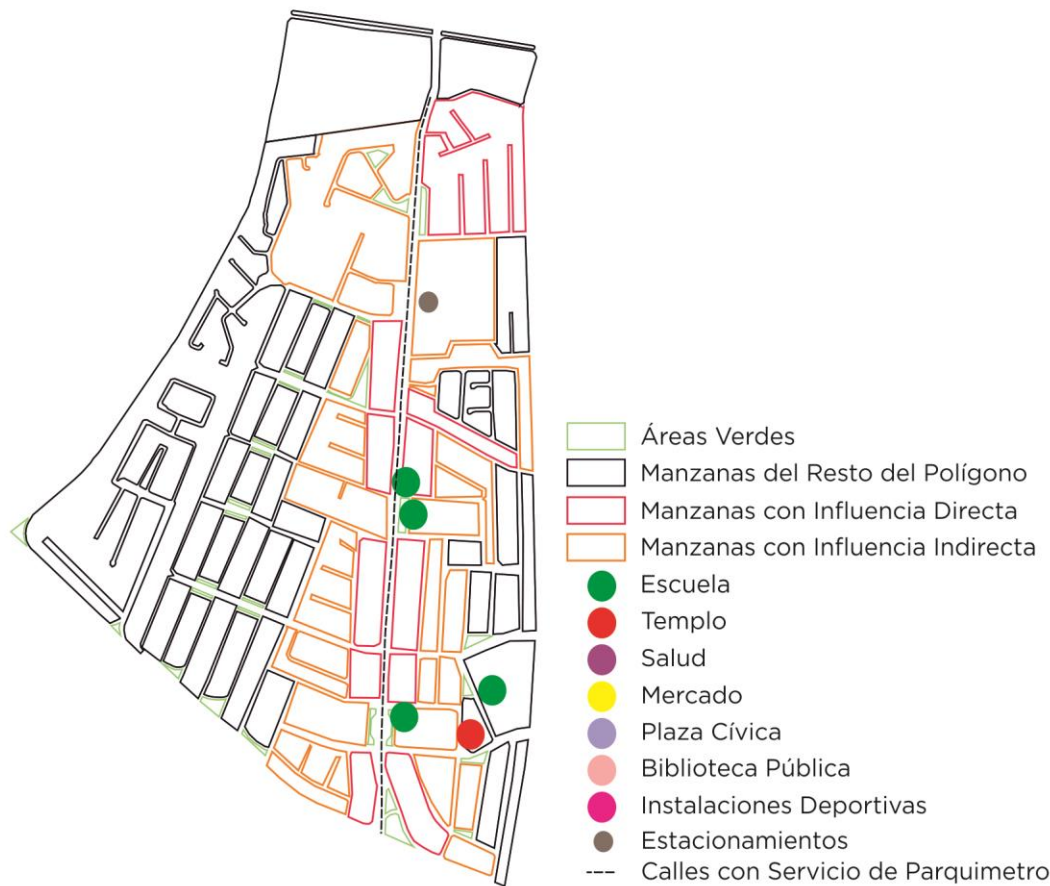 Áreas Verdes
Manzanas del Resto del Polígono
Manzanas con Influencia Directa
Manzanas con Influencia Indirecta
Escuela
Templo
Salud
Mercado
Plaza Cívica
Biblioteca Pública
Instalaciones Deportivas
Estacionamientos
Calles con Servicio de Parquimetro